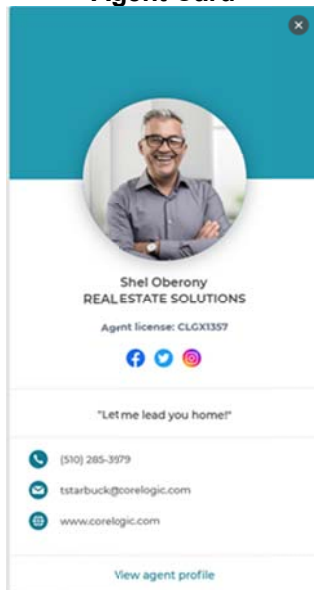 Agent Card
Shel Oberony
REAL ESTATE SOLUTIONS
Agent license: CLGX1357
"Let me lead you home!"
(510) 285-3979
tstarbuck@corelogic.com
www.corelogic.com
View agent profile